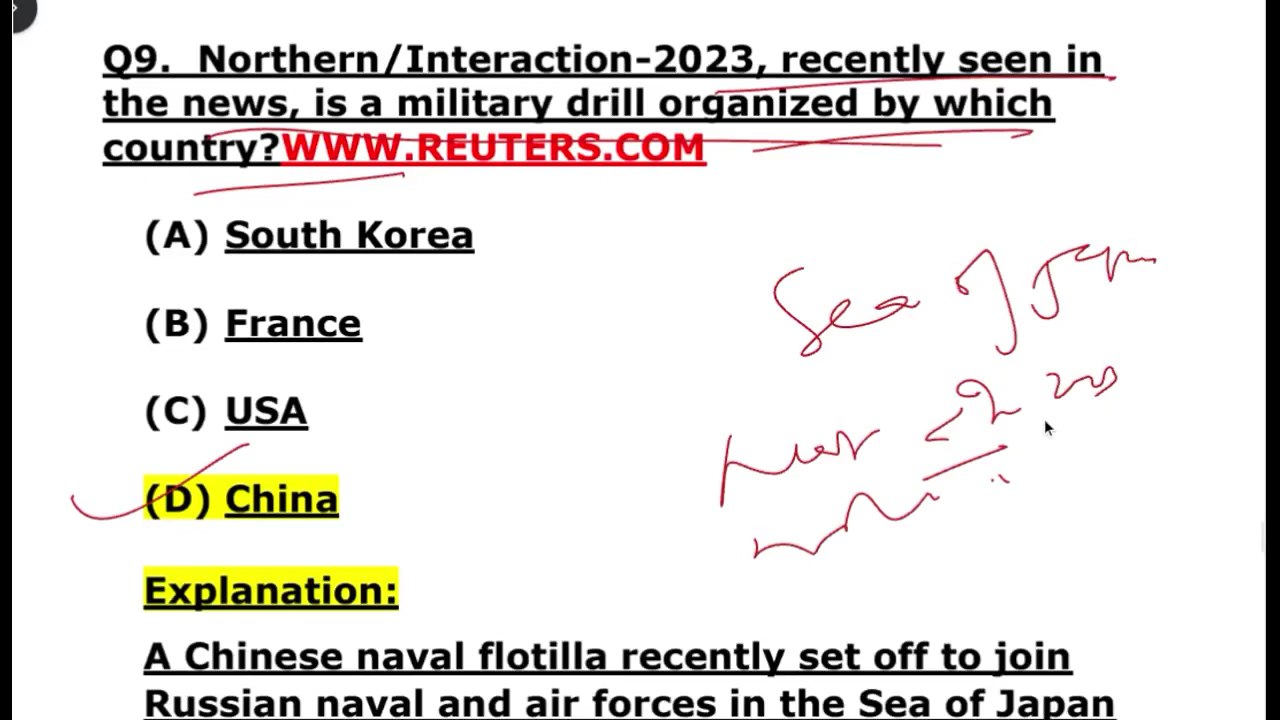 Q9. Northern/Interaction-2023, recently seen in
the news, is a military drill organized by which
country?WWW.REUTERS.COM
(A) South Korea
(B) France
(C) USA
(D) China
Sea of Japan
Explanation:
A Chinese naval flotilla recently set off to join
Russian naval and air forces in the Sea of Japan